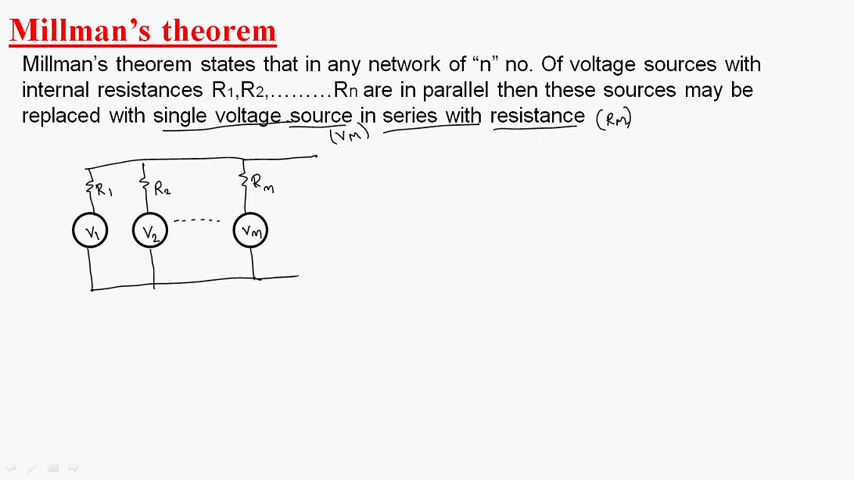 Millman's theorem
Millman's theorem states that in any network of "n" no. Of voltage sources with
internal resistances R1,R2,………Rn are in parallel then these sources may be
replaced with single voltage source in series with resistance (RM)
(VM)
R1 R2 RM
V1 V2 VM